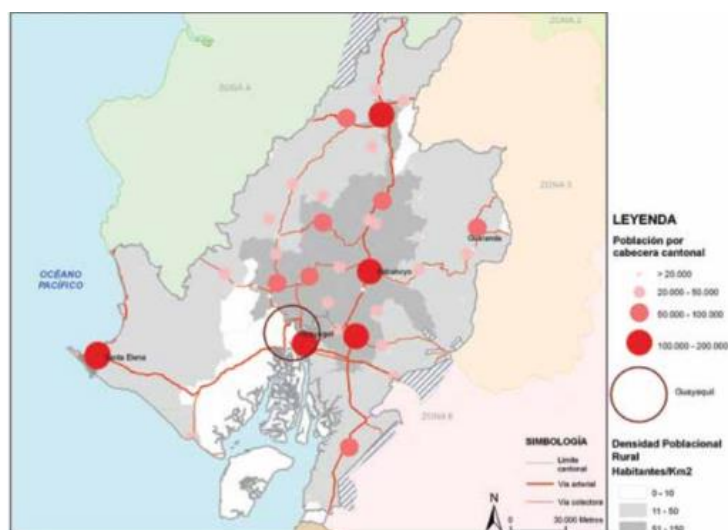 ZONA 4
ZONA 2
ZONA 3
OCÉANO
PACÍFICO
Guaranda
Babahoyo
Santa Elena
Guayaquil
ZONA 6
LEYENDA
Población por
cabecera cantonal
> 20.000
20.000 - 50.000
50.000 - 100.000
100.000 - 200.000
Guayaquil
Densidad Poblacional
Rural
Habitantes/Km2
0 - 10
11 - 50
51 - 150
SIMBOLOGÍA
Límite
cantonal
Vía arterial
Vía colectora
N
0
30.000 Metros